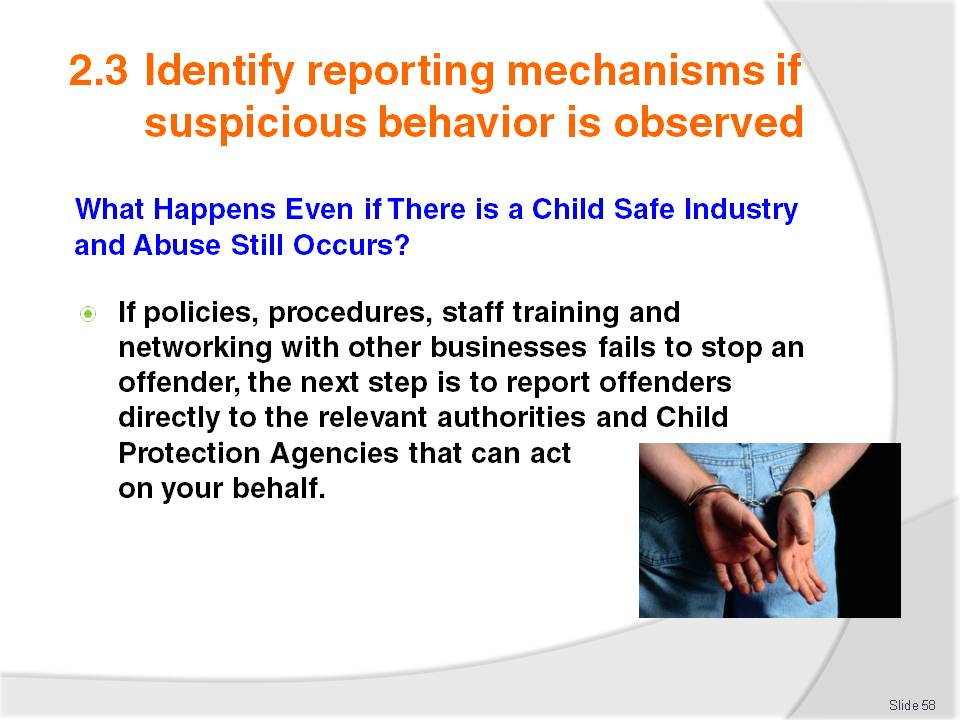 2.3 Identify reporting mechanisms if
suspicious behavior is observed
What Happens Even if There is a Child Safe Industry
and Abuse Still Occurs?
If policies, procedures, staff training and
networking with other businesses fails to stop an
offender, the next step is to report offenders
directly to the relevant authorities and Child
Protection Agencies that can act
on your behalf.
Slide 58